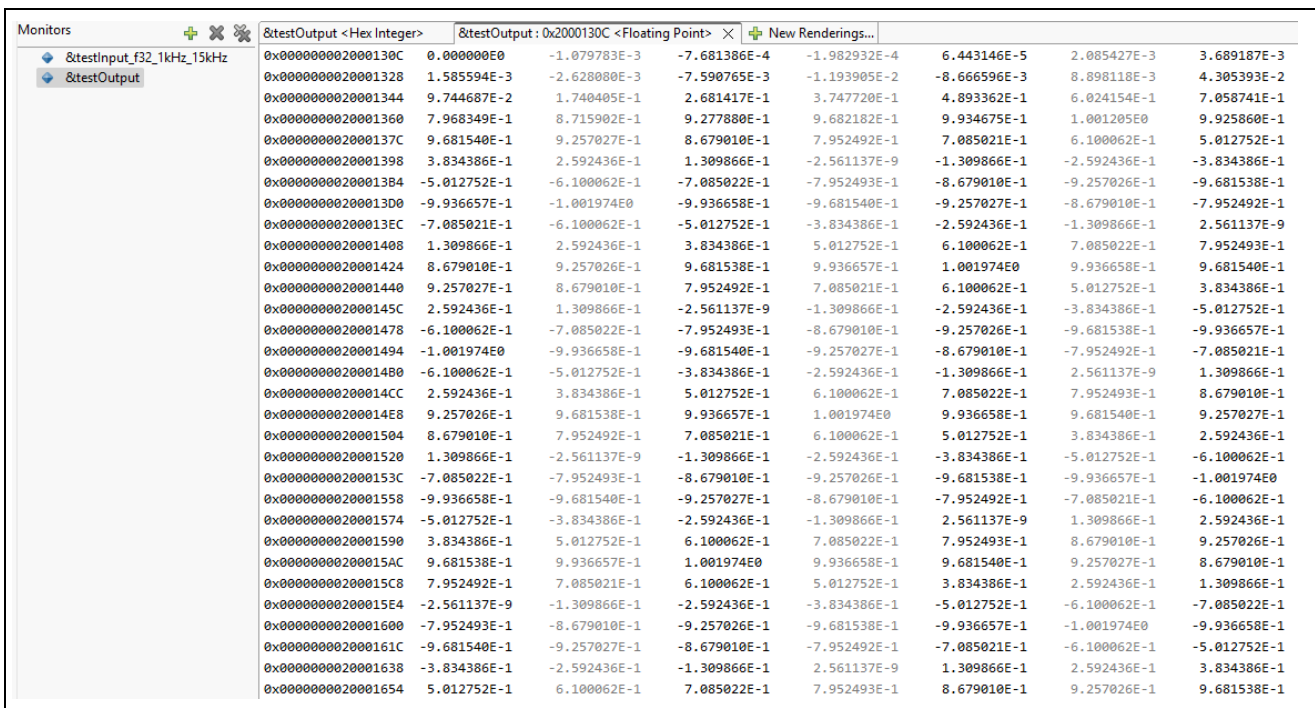 Monitors
&testInput_f32_1kHz_15kHz
&testOutput
&testOutput <Hex Integer> &testOutput : 0x2000130C <Floating Point> New Renderings...
0x000000002000130C 0.000000E0 -1.079783E-3 -7.681386E-4 -1.982932E-4 6.443146E-5 2.085427E-3 3.689187E-3
0x0000000020001328 1.585594E-3 -2.628080E-3 -7.590765E-3 -1.193905E-2 -8.666596E-3 8.898118E-3 4.305393E-2
0x0000000020001344 9.744687E-2 1.740405E-1 2.681417E-1 3.747720E-1 4.893362E-1 6.024154E-1 7.058741E-1
0x0000000020001360 7.968349E-1 8.715902E-1 9.277880E-1 9.682182E-1 9.934675E-1 1.001205E0 9.925860E-1
0x000000002000137C 9.681540E-1 9.257027E-1 8.679010E-1 7.952492E-1 7.085021E-1 6.100062E-1 5.012752E-1
0x0000000020001398 3.834386E-1 2.592436E-1 1.309866E-1 -2.561137E-9 -1.309866E-1 -2.592436E-1 -3.834386E-1
0x00000000200013B4 -5.012752E-1 -6.100062E-1 -7.085022E-1 -7.952493E-1 -8.679010E-1 -9.257026E-1 -9.681538E-1
0x00000000200013D0 -9.936657E-1 -1.001974E0 -9.936658E-1 -9.681540E-1 -9.257027E-1 -8.679010E-1 -7.952492E-1
0x00000000200013EC -7.085021E-1 -6.100062E-1 -5.012752E-1 -3.834386E-1 -2.592436E-1 -1.309866E-1 2.561137E-9
0x0000000020001408 1.309866E-1 2.592436E-1 3.834386E-1 5.012752E-1 6.100062E-1 7.085022E-1 7.952493E-1
0x0000000020001424 8.679010E-1 9.257026E-1 9.681538E-1 9.936657E-1 1.001974E0 9.936658E-1 9.681540E-1
0x0000000020001440 9.257027E-1 8.679010E-1 7.952492E-1 7.085021E-1 6.100062E-1 5.012752E-1 3.834386E-1
0x000000002000145C 2.592436E-1 1.309866E-1 -2.561137E-9 -1.309866E-1 -2.592436E-1 -3.834386E-1 -5.012752E-1
0x0000000020001478 -6.100062E-1 -7.085022E-1 -7.952493E-1 -8.679010E-1 -9.257026E-1 -9.681538E-1 -9.936657E-1
0x0000000020001494 -1.001974E0 -9.936658E-1 -9.681540E-1 -9.257027E-1 -8.679010E-1 -7.952492E-1 -7.085021E-1
0x00000000200014B0 -6.100062E-1 -5.012752E-1 -3.834386E-1 -2.592436E-1 -1.309866E-1 2.561137E-9 1.309866E-1
0x00000000200014CC 2.592436E-1 3.834386E-1 5.012752E-1 6.100062E-1 7.085022E-1 7.952493E-1 8.679010E-1
0x00000000200014E8 9.257026E-1 9.681538E-1 9.936657E-1 1.001974E0 9.936658E-1 9.681540E-1 9.257027E-1
0x0000000020001504 8.679010E-1 7.952492E-1 7.085021E-1 6.100062E-1 5.012752E-1 3.834386E-1 2.592436E-1
0x0000000020001520 1.309866E-1 -2.561137E-9 -1.309866E-1 -2.592436E-1 -3.834386E-1 -5.012752E-1 -6.100062E-1
0x000000002000153C -7.085022E-1 -7.952493E-1 -8.679010E-1 -9.257026E-1 -9.681538E-1 -9.936657E-1 -1.001974E0
0x0000000020001558 -9.936658E-1 -9.681540E-1 -9.257027E-1 -8.679010E-1 -7.952492E-1 -7.085021E-1 -6.100062E-1
0x0000000020001574 -5.012752E-1 -3.834386E-1 -2.592436E-1 -1.309866E-1 2.561137E-9 1.309866E-1 2.592436E-1
0x0000000020001590 3.834386E-1 5.012752E-1 6.100062E-1 7.085022E-1 7.952493E-1 8.679010E-1 9.257026E-1
0x00000000200015AC 9.681538E-1 9.936657E-1 1.001974E0 9.936658E-1 9.681540E-1 9.257027E-1 8.679010E-1
0x00000000200015C8 7.952492E-1 7.085021E-1 6.100062E-1 5.012752E-1 3.834386E-1 2.592436E-1 1.309866E-1
0x00000000200015E4 -2.561137E-9 -1.309866E-1 -2.592436E-1 -3.834386E-1 -5.012752E-1 -6.100062E-1 -7.085022E-1
0x0000000020001600 -7.952493E-1 -8.679010E-1 -9.257026E-1 -9.681538E-1 -9.936657E-1 -1.001974E0 -9.936658E-1
0x000000002000161C -9.681540E-1 -9.257027E-1 -8.679010E-1 -7.952492E-1 -7.085021E-1 -6.100062E-1 -5.012752E-1
0x0000000020001638 -3.834386E-1 -2.592436E-1 -1.309866E-1 2.561137E-9 1.309866E-1 2.592436E-1 3.834386E-1
0x0000000020001654 5.012752E-1 6.100062E-1 7.085022E-1 7.952493E-1 8.679010E-1 9.257026E-1 9.681538E-1